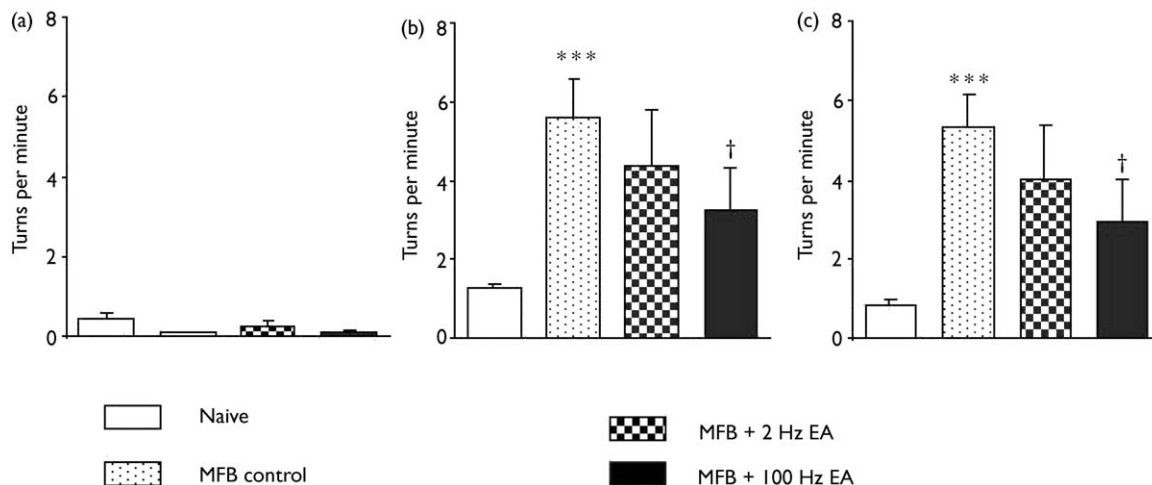 (a)
8
6
4
2
0
Turns per minute
(b)
8
6
4
2
0
Turns per minute
***
†
(c)
8
6
4
2
0
Turns per minute
***
†
Naive
MFB control
MFB + 2 Hz EA
MFB + 100 Hz EA